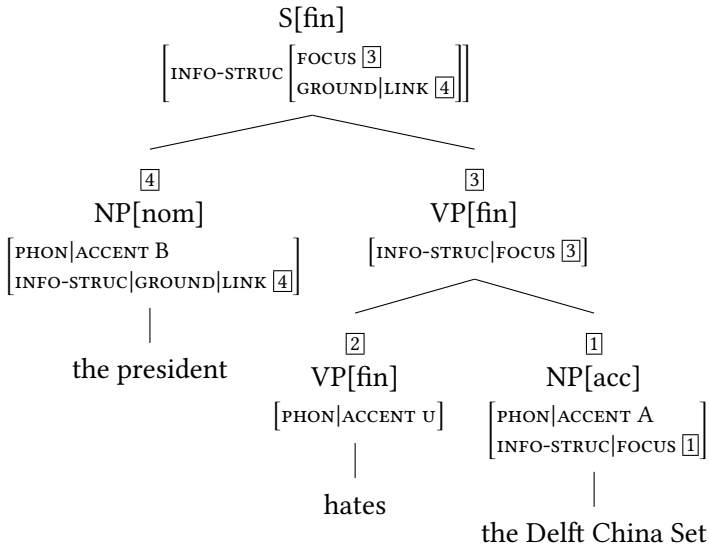 S[fin]
[INFO-STRUC [FOCUS 3
GROUND|LINK 4]]
4 3
NP[nom] VP[fin]
[PHON|ACCENT B
INFO-STRUC|GROUND|LINK 4]
[INFO-STRUC|FOCUS 3]
the president
2 1
VP[fin] NP[acc]
[PHON|ACCENT U]
[PHON|ACCENT A
INFO-STRUC|FOCUS 1]
hates
the Delft China Set